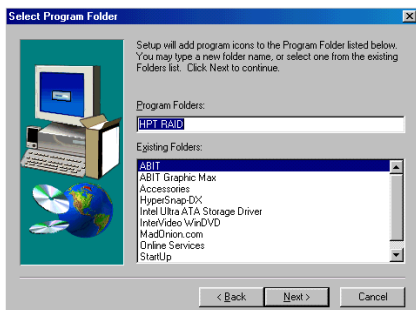 Select Program Folder
Setup will add program icons to the Program Folder listed below.
You may type a new folder name, or select one from the existing
Folders list. Click Next to continue.
Program Folders:
HPT RAID
Existing Folders:
ABIT
ABIT Graphic Max
Accessories
HyperSnap-DX
Intel Ultra ATA Storage Driver
InterVideo WinDVD
MadOnion.com
Online Services
StartUp
< Back
Next >
Cancel